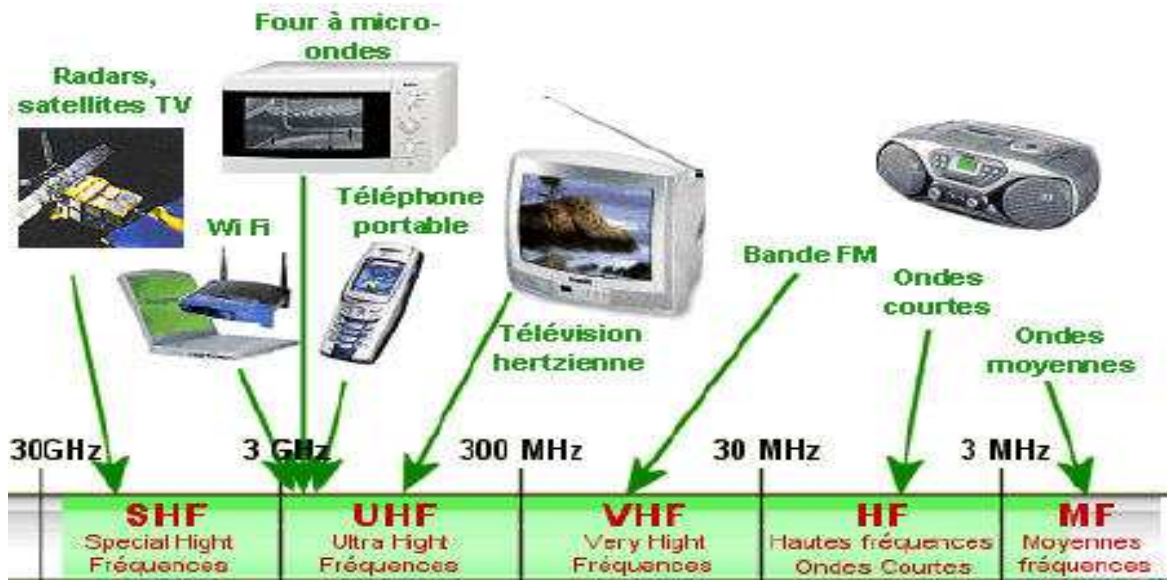 Four à micro-
ondes
Radars,
satellites TV
Wi Fi
Téléphone
portable
Télévision
hertzienne
Bande FM
Ondes
courtes
Ondes
moyennes
30GHz
3 GHz
300 MHz
30 MHz
3 MHz
SHF
Special Hight
Fréquences
UHF
Ultra Hight
Fréquences
VHF
Very Hight
Fréquences
HF
Hautes fréquences
Ondes Courtes
MF
Moyennes
fréquences